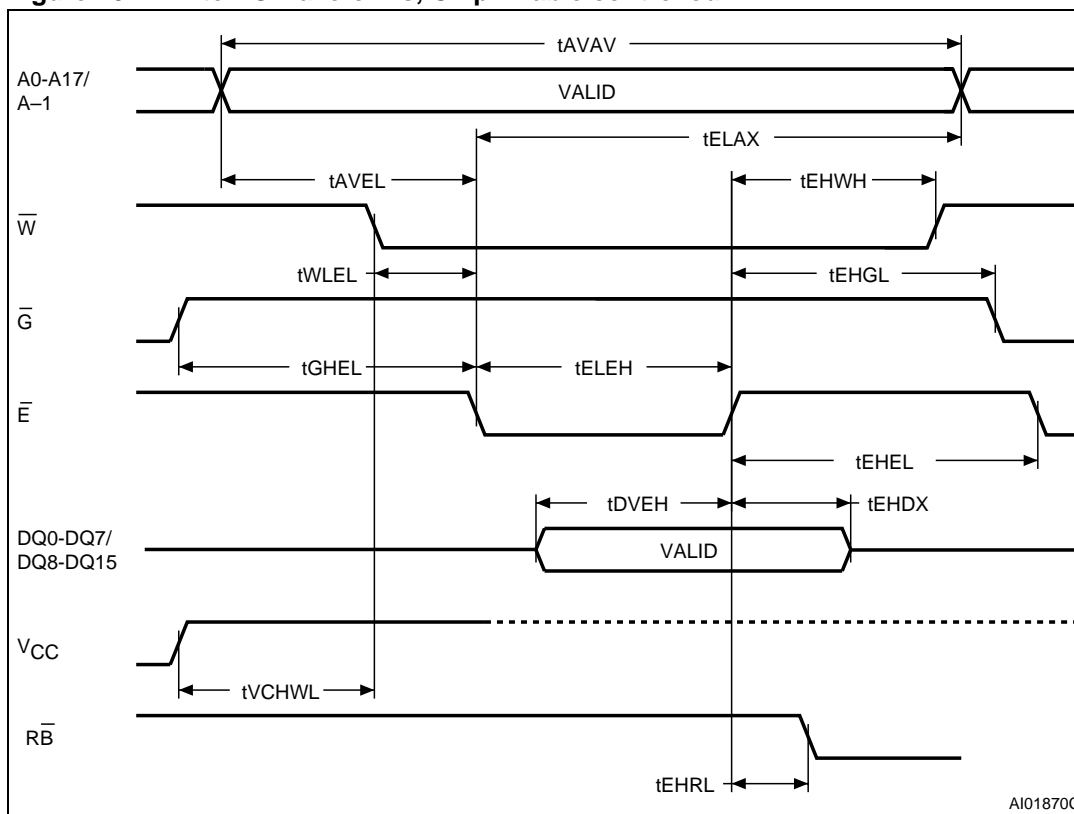 tAVAV
A0-A17/
A–1
VALID
tELAX
tAVEL
tEHWH
W̅
tWLEL
tEHGL
G̅
tGHEL
tELEH
E̅
tEHEL
tDVEH
tEHDX
DQ0-DQ7/
DQ8-DQ15
VALID
VCC
tVCHWL
RB̅
tEHRL
AI01870C